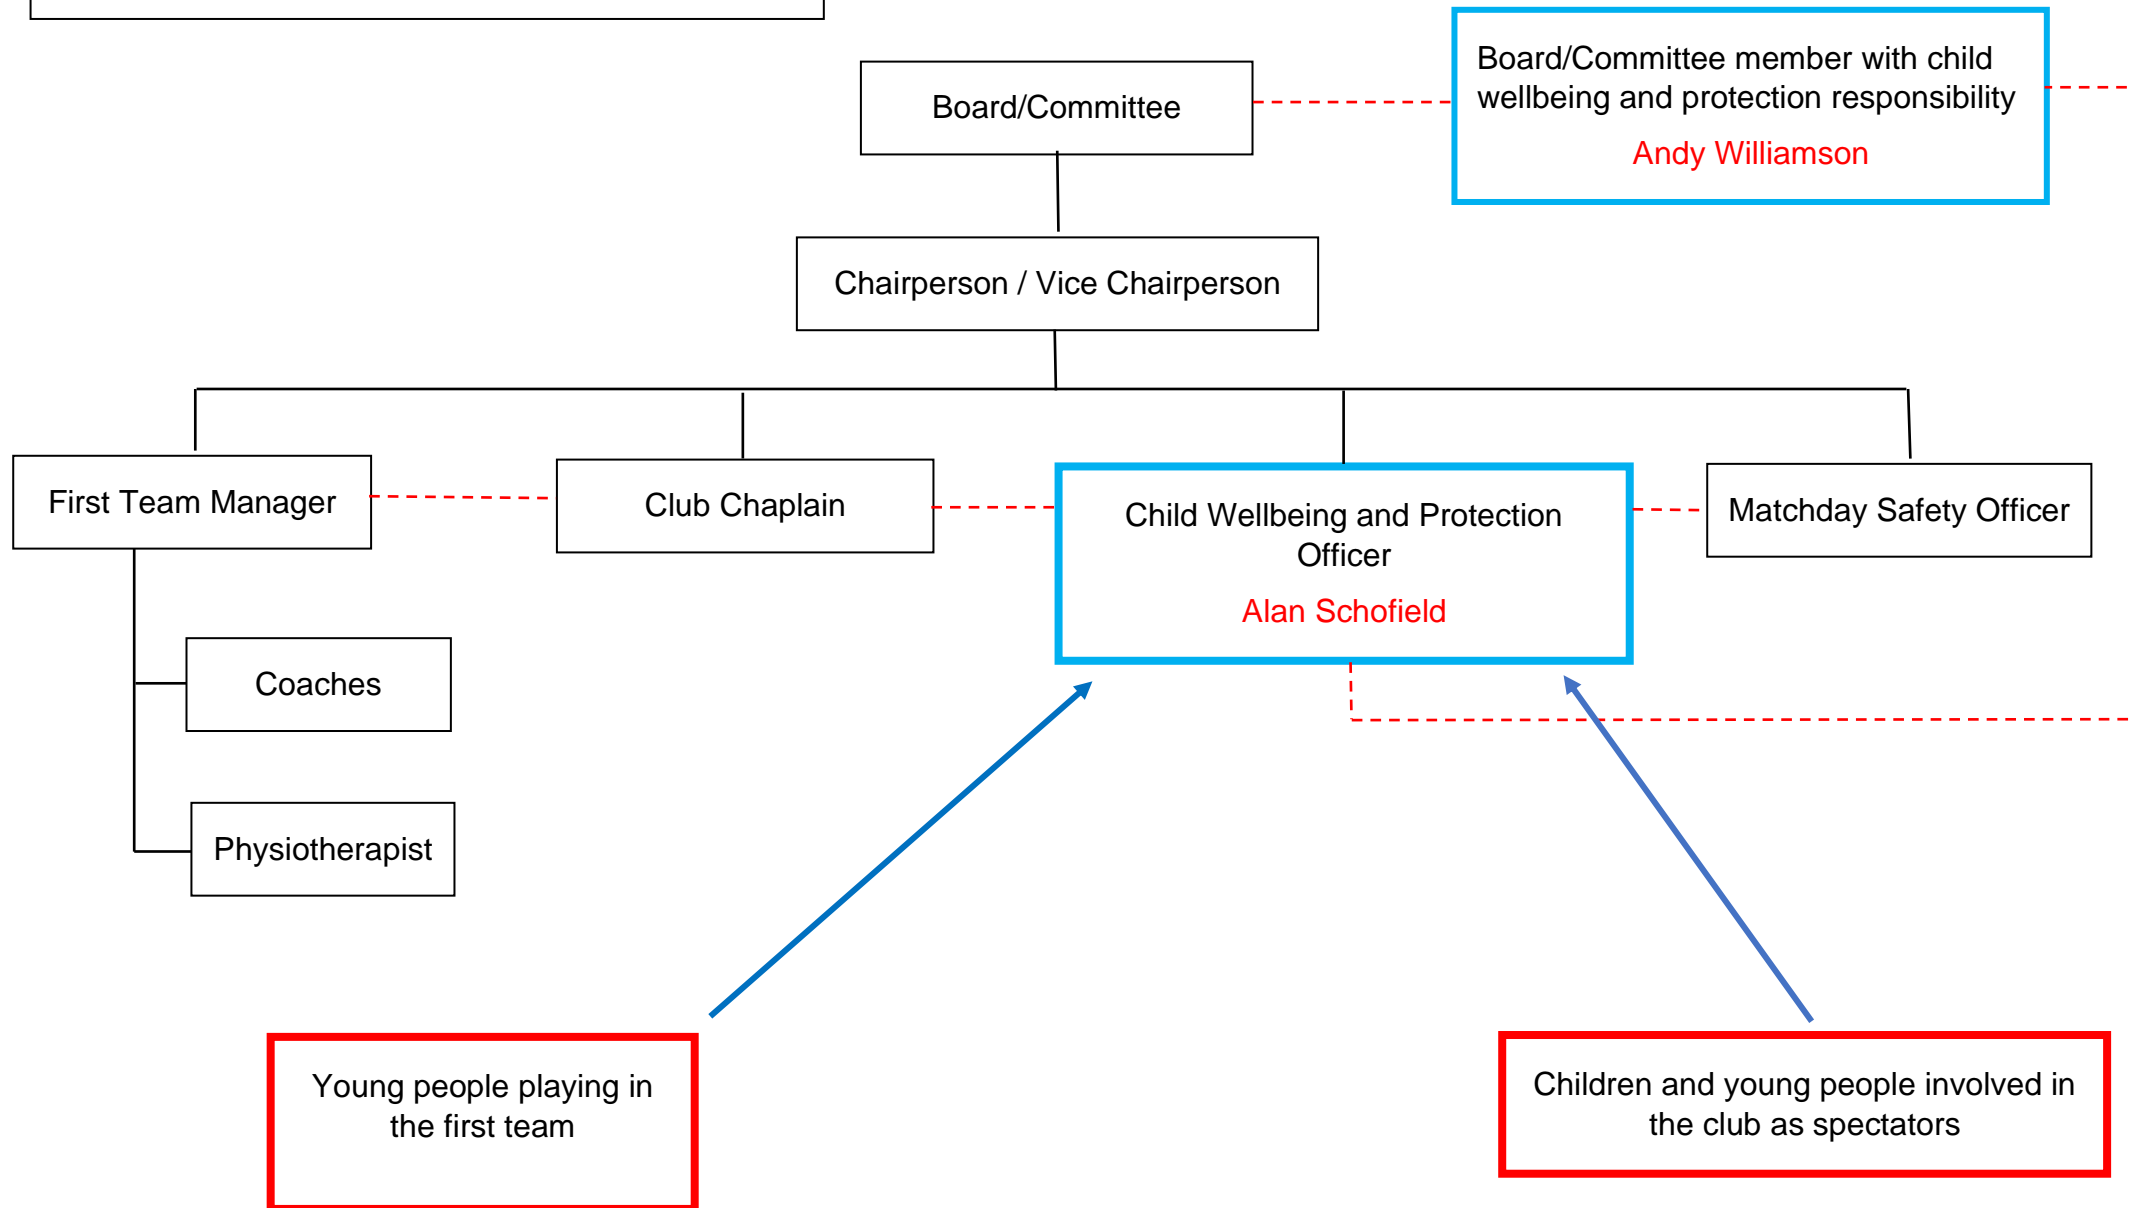 Board/Committee member with child
wellbeing and protection responsibility
Andy Williamson
Board/Committee
Chairperson / Vice Chairperson
First Team Manager
Club Chaplain
Child Wellbeing and Protection
Officer
Alan Schofield
Matchday Safety Officer
Coaches
Physiotherapist
Young people playing in
the first team
Children and young people involved in
the club as spectators